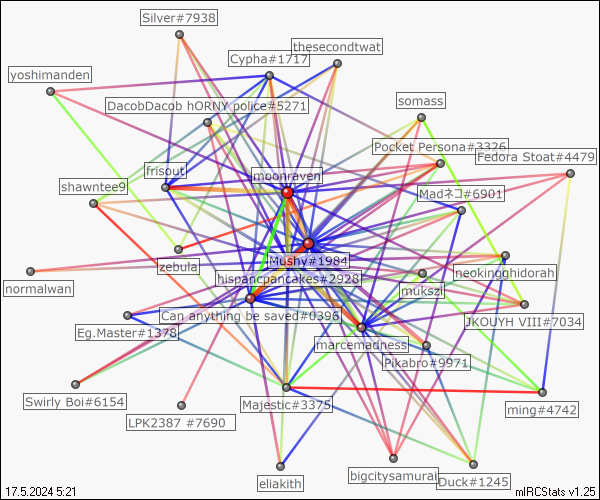 Silver#7938
thesecondtwat
Cypha#1717
yoshimanden
somass
DacobDacob hORNY police#5271
Pocket Persona#3326
Fedora Stoat#4479
frisout
moonraven
shawntee9
Madネコ#6901
Mushy#1984
zebula
neokingghidorah
hispancpancakes#2928
normalwan
mukszi
Can anything be saved#0396
JKOUYH VIII#7034
Eg.Master#1378
marcemadness
Pikabro#9971
Swirly Boi#6154
Majestic#3375
ming#4742
LPK2387 #7690
bigcitysamurai
Duck#1245
eliakith
17.5.2024 5:21
mIRCStats v1.25